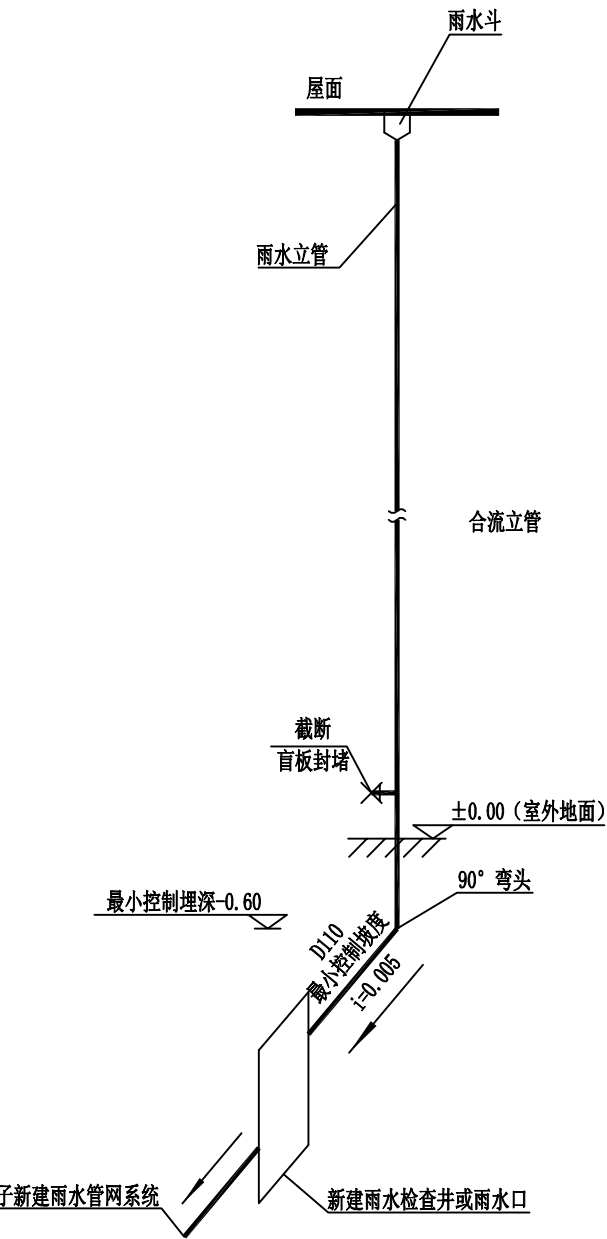 雨水斗
屋面
雨水立管
合流立管
截断
盲板封堵
±0.00（室外地面）
90°弯头
最小控制埋深-0.60
D110
最小控制坡度
i=0.005
子新建雨水管网系统
新建雨水检查井或雨水口